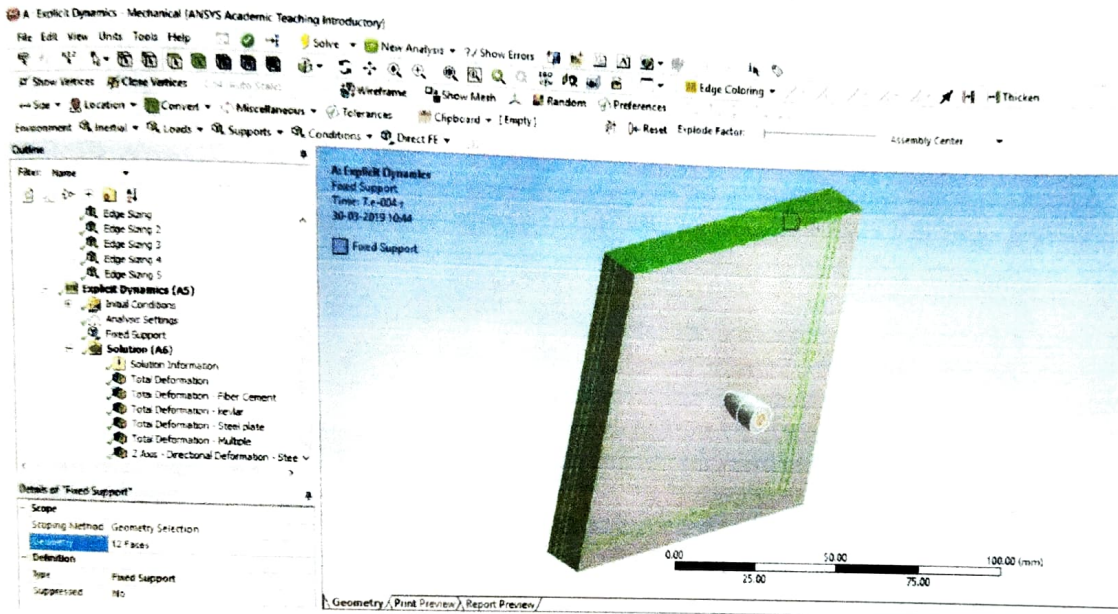 A: Explicit Dynamics - Mechanical [ANSYS Academic Teaching Introductory]
File Edit View Units Tools Help Solve New Analysis ?/ Show Errors
Show Vertices Close Vertices Auto Scale Wireframe Show Mesh Random Preferences Edge Coloring Thicken
Size Location Convert Miscellaneous Tolerances Clipboard [Empty] Reset Explode Factor: Assembly Center
Environment Inertial Loads Supports Conditions Direct FE
Outline
Filter: Name
Edge Sizing
Edge Sizing 2
Edge Sizing 3
Edge Sizing 4
Edge Sizing 5
Explicit Dynamics (A5)
Initial Conditions
Analysis Settings
Fixed Support
Solution (A6)
Solution Information
Total Deformation
Total Deformation - Fiber Cement
Total Deformation - kevlar
Total Deformation - Steel plate
Total Deformation - Multiple
Z Axis - Directional Deformation - Stee
Details of "Fixed Support"
Scope
Scoping Method Geometry Selection
Geometry 12 Faces
Definition
Type Fixed Support
Suppressed No
A: Explicit Dynamics
Fixed Support
Time: 7.e-004 s
30-03-2019 10:44
Fixed Support
0.00 50.00 100.00 (mm)
25.00 75.00
Geometry Print Preview Report Preview